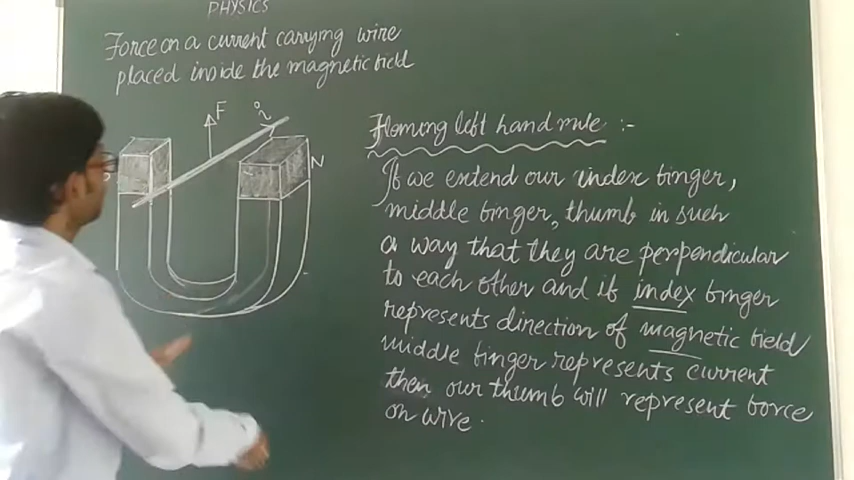 PHYSICS
Force on a current carrying wire
placed inside the magnetic field
F
i
N
Fleming left hand rule :-
If we extend our index finger,
middle finger, thumb in such
a way that they are perpendicular
to each other and if index finger
represents direction of magnetic field
middle finger represents current
then our thumb will represent force
on wire.